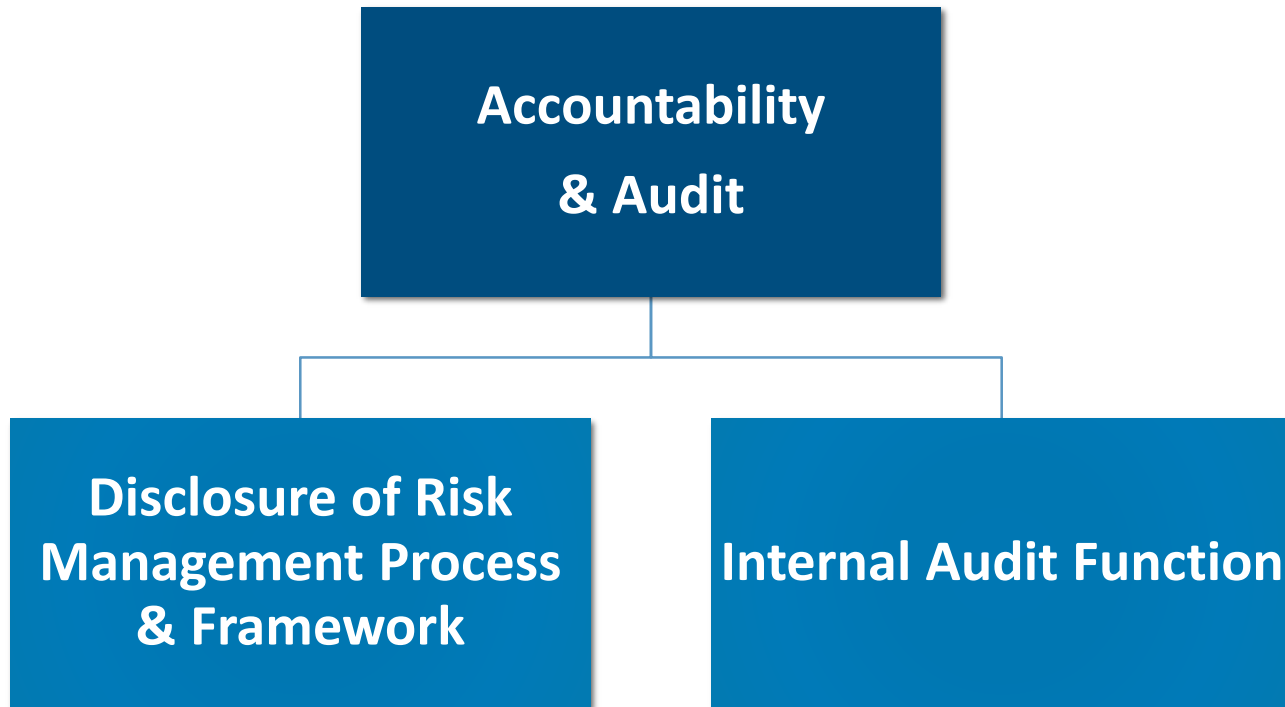 Accountability
& Audit
Disclosure of Risk
Management Process
& Framework
Internal Audit Function